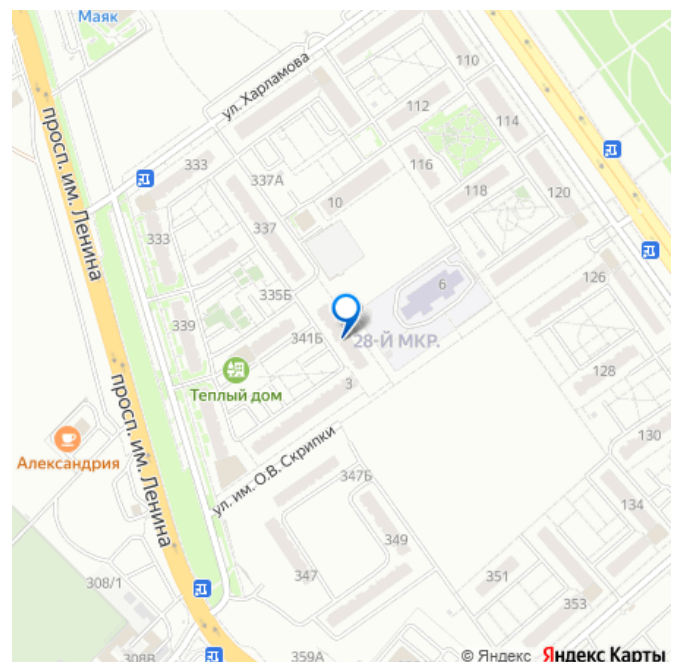 Маяк
ул. Харламова
110
112
114
116
118
120
333
337А
10
просп. им. Ленина
333
337
126
335Б
6
339
341Б
28-Й МКР.
128
Теплый дом
3
просп. им. Ленина
Александрия
130
ул. им. О.В. Скрипки
347Б
134
349
308/1
347
351
353
308В
359А
© Яндекс Яндекс Карты